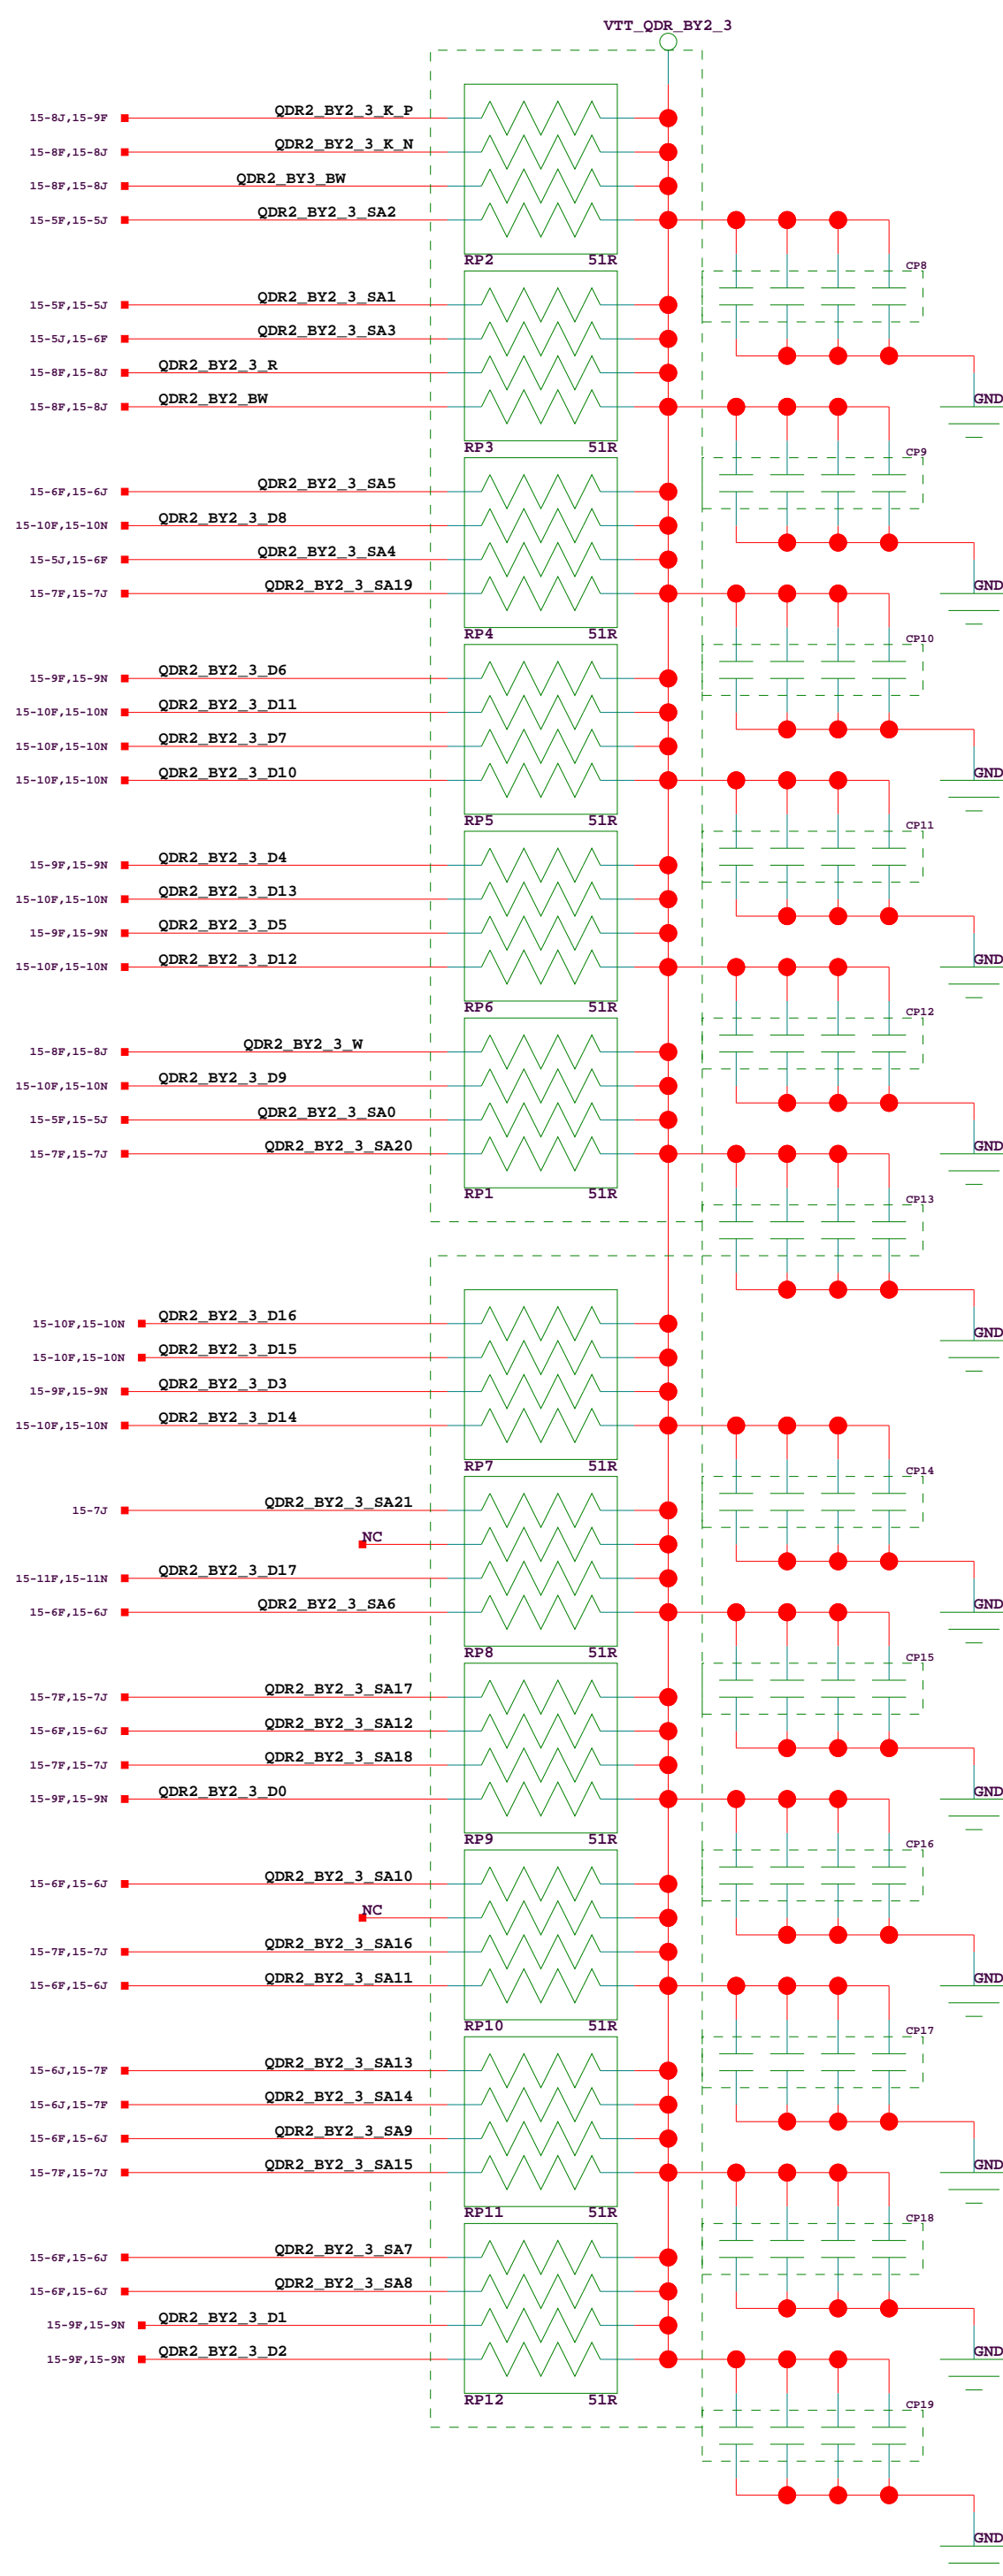 VTT_QDR_BY2_3
15-8J,15-9F QDR2_BY2_3_K_P
15-8F,15-8J QDR2_BY2_3_K_N
15-8F,15-8J QDR2_BY3_BW
15-5F,15-5J QDR2_BY2_3_SA2
RP2 51R CP8
15-5F,15-5J QDR2_BY2_3_SA1
15-5J,15-6F QDR2_BY2_3_SA3
15-8F,15-8J QDR2_BY2_3_R
15-8F,15-8J QDR2_BY2_BW GND
RP3 51R CP9
15-6F,15-6J QDR2_BY2_3_SA5
15-10F,15-10N QDR2_BY2_3_D8
15-5J,15-6F QDR2_BY2_3_SA4
15-7F,15-7J QDR2_BY2_3_SA19 GND
RP4 51R CP10
15-9F,15-9N QDR2_BY2_3_D6
15-10F,15-10N QDR2_BY2_3_D11
15-10F,15-10N QDR2_BY2_3_D7
15-10F,15-10N QDR2_BY2_3_D10 GND
RP5 51R CP11
15-9F,15-9N QDR2_BY2_3_D4
15-10F,15-10N QDR2_BY2_3_D13
15-9F,15-9N QDR2_BY2_3_D5
15-10F,15-10N QDR2_BY2_3_D12 GND
RP6 51R CP12
15-8F,15-8J QDR2_BY2_3_W
15-10F,15-10N QDR2_BY2_3_D9
15-5F,15-5J QDR2_BY2_3_SA0
15-7F,15-7J QDR2_BY2_3_SA20 GND
RP1 51R CP13
15-10F,15-10N QDR2_BY2_3_D16
GND
15-10F,15-10N QDR2_BY2_3_D15
15-9F,15-9N QDR2_BY2_3_D3
15-10F,15-10N QDR2_BY2_3_D14
RP7 51R CP14
15-7J QDR2_BY2_3_SA21
NC
15-11F,15-11N QDR2_BY2_3_D17
15-6F,15-6J QDR2_BY2_3_SA6 GND
RP8 51R CP15
15-7F,15-7J QDR2_BY2_3_SA17
15-6F,15-6J QDR2_BY2_3_SA12
15-7F,15-7J QDR2_BY2_3_SA18
15-9F,15-9N QDR2_BY2_3_D0 GND
RP9 51R CP16
15-6F,15-6J QDR2_BY2_3_SA10
NC
15-7F,15-7J QDR2_BY2_3_SA16
15-6F,15-6J QDR2_BY2_3_SA11 GND
RP10 51R CP17
15-6J,15-7F QDR2_BY2_3_SA13
15-6J,15-7F QDR2_BY2_3_SA14
15-6F,15-6J QDR2_BY2_3_SA9
15-7F,15-7J QDR2_BY2_3_SA15 GND
RP11 51R CP18
15-6F,15-6J QDR2_BY2_3_SA7
15-6F,15-6J QDR2_BY2_3_SA8
15-9F,15-9N QDR2_BY2_3_D1
15-9F,15-9N QDR2_BY2_3_D2 GND
RP12 51R CP19
GND